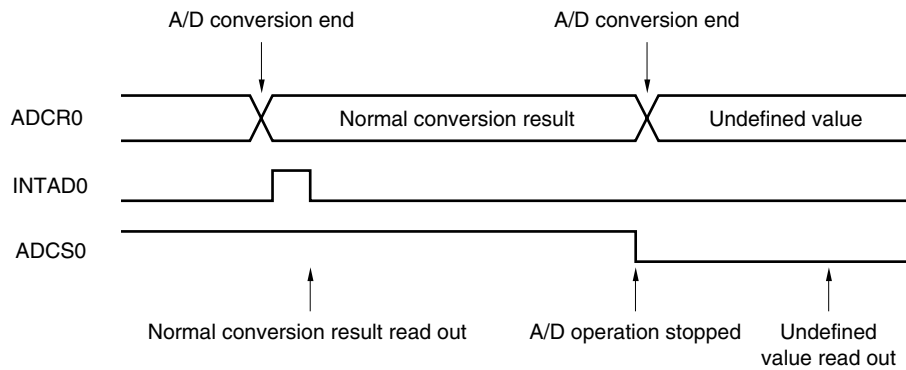 A/D conversion end
A/D conversion end
ADCR0
Normal conversion result
Undefined value
INTAD0
ADCS0
Normal conversion result read out
A/D operation stopped
Undefined
value read out